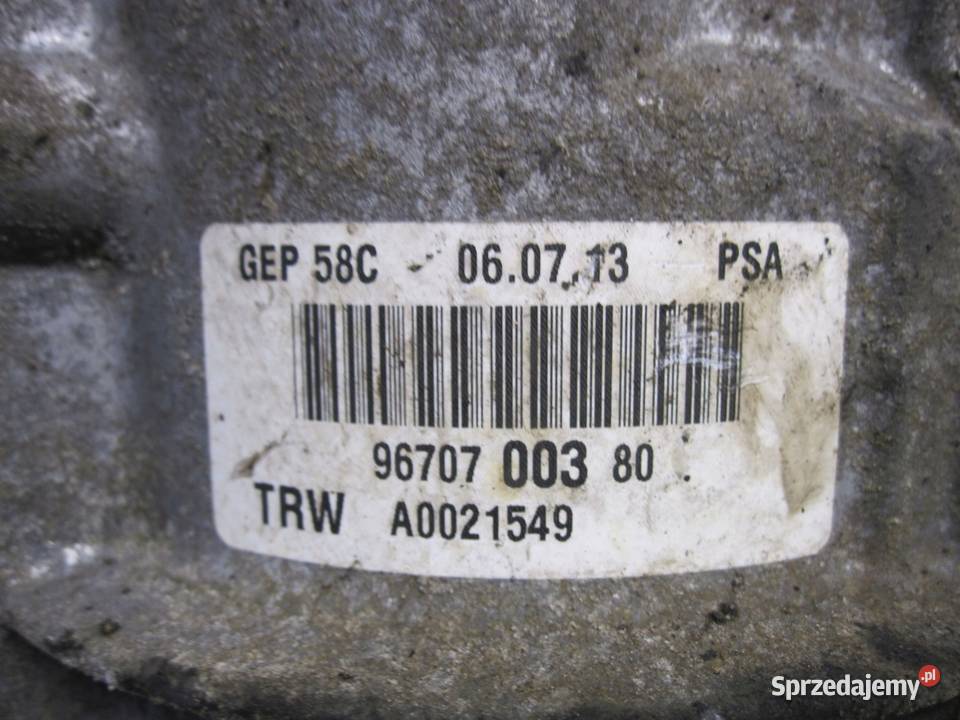 GEP 58C 06.07.13 PSA
96707 003 80
TRW A0021549
Sprzedajemy.pl